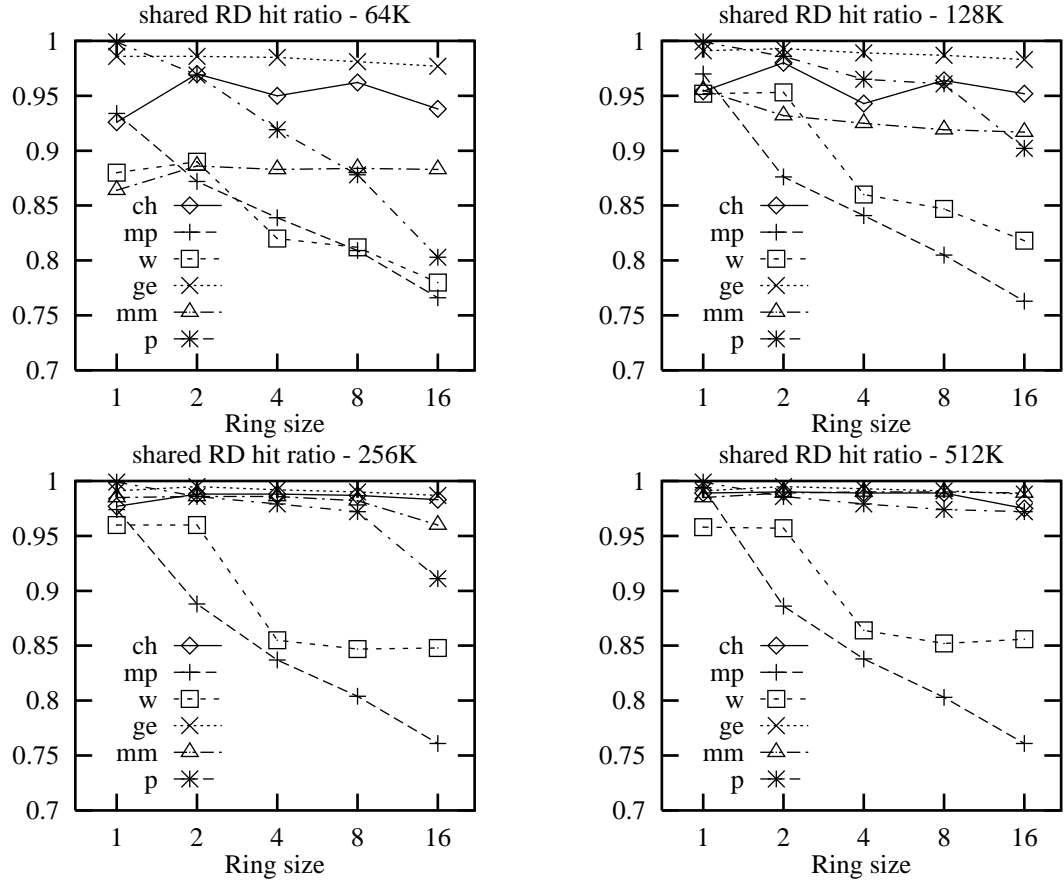 shared RD hit ratio - 64K
1
0.95
0.9
0.85
0.8
0.75
0.7
ch
mp
w
ge
mm
p
1 2 4 8 16
Ring size
shared RD hit ratio - 128K
1
0.95
0.9
0.85
0.8
0.75
0.7
ch
mp
w
ge
mm
p
1 2 4 8 16
Ring size
shared RD hit ratio - 256K
1
0.95
0.9
0.85
0.8
0.75
0.7
ch
mp
w
ge
mm
p
1 2 4 8 16
Ring size
shared RD hit ratio - 512K
1
0.95
0.9
0.85
0.8
0.75
0.7
ch
mp
w
ge
mm
p
1 2 4 8 16
Ring size